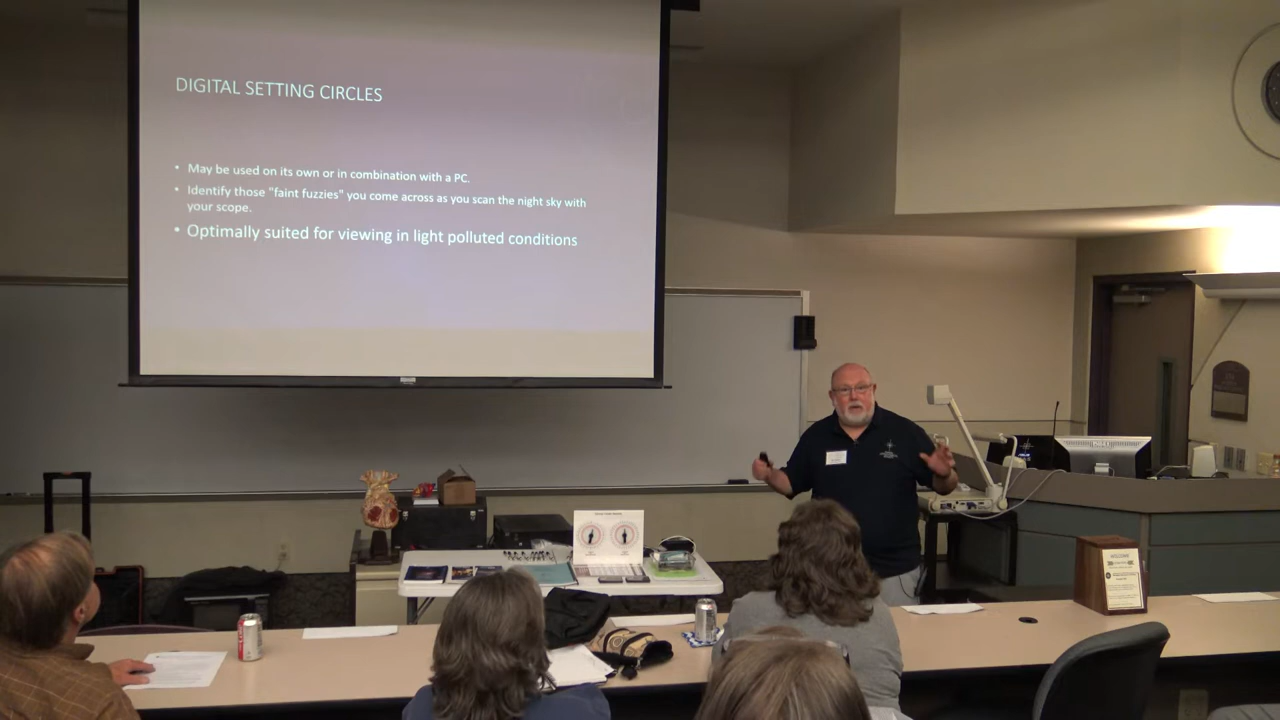 DIGITAL SETTING CIRCLES
• May be used on its own or in combination with a PC.
• Identify those "faint fuzzies" you come across as you scan the night sky with
your scope.
• Optimally suited for viewing in light polluted conditions
WELCOME